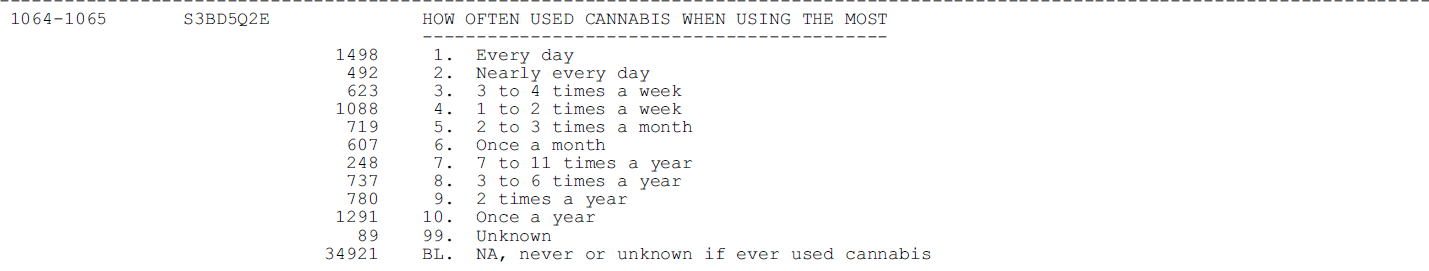 1064-1065 S3BD5Q2E HOW OFTEN USED CANNABIS WHEN USING THE MOST
-------------------------------------------
1498 1. Every day
492 2. Nearly every day
623 3. 3 to 4 times a week
1088 4. 1 to 2 times a week
719 5. 2 to 3 times a month
607 6. Once a month
248 7. 7 to 11 times a year
737 8. 3 to 6 times a year
780 9. 2 times a year
1291 10. Once a year
89 99. Unknown
34921 BL. NA, never or unknown if ever used cannabis